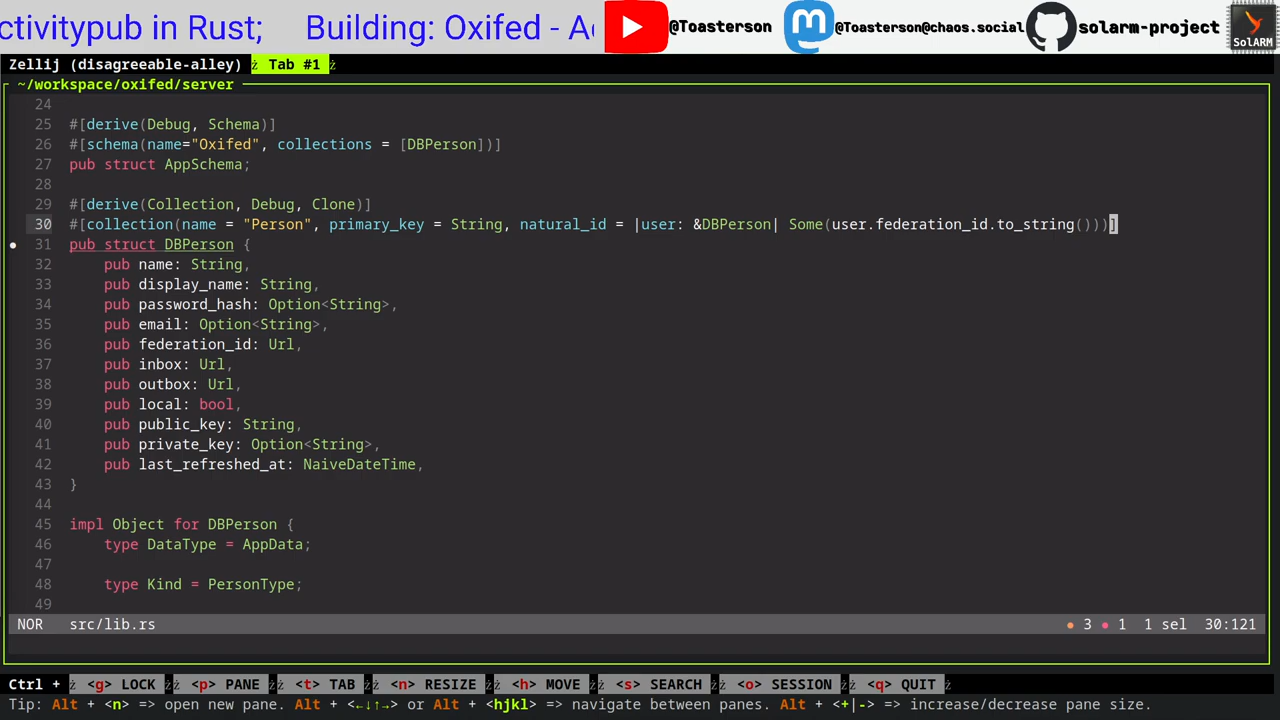 ctivitypub in Rust; Building: Oxifed - Ac @Toasterson @Toasterson@chaos.social solarm-project SolARM
Zellij (disagreeable-alley) Tab #1
~/workspace/oxifed/server
24
25 #[derive(Debug, Schema)]
26 #[schema(name="Oxifed", collections = [DBPerson])]
27 pub struct AppSchema;
28
29 #[derive(Collection, Debug, Clone)]
30 #[collection(name = "Person", primary_key = String, natural_id = |user: &DBPerson| Some(user.federation_id.to_string()))]
● 31 pub struct DBPerson {
32 pub name: String,
33 pub display_name: String,
34 pub password_hash: Option<String>,
35 pub email: Option<String>,
36 pub federation_id: Url,
37 pub inbox: Url,
38 pub outbox: Url,
39 pub local: bool,
40 pub public_key: String,
41 pub private_key: Option<String>,
42 pub last_refreshed_at: NaiveDateTime,
43 }
44
45 impl Object for DBPerson {
46 type DataType = AppData;
47
48 type Kind = PersonType;
49
NOR src/lib.rs ● 3 ● 1 1 sel 30:121
Ctrl + ż <g> LOCK ż <p> PANE ż <t> TAB ż <n> RESIZE ż <h> MOVE ż <s> SEARCH ż <o> SESSION ż <q> QUIT ż
Tip: Alt + <n> => open new pane. Alt + <←↓↑→> or Alt + <hjkl> => navigate between panes. Alt + <+|-> => increase/decrease pane size.